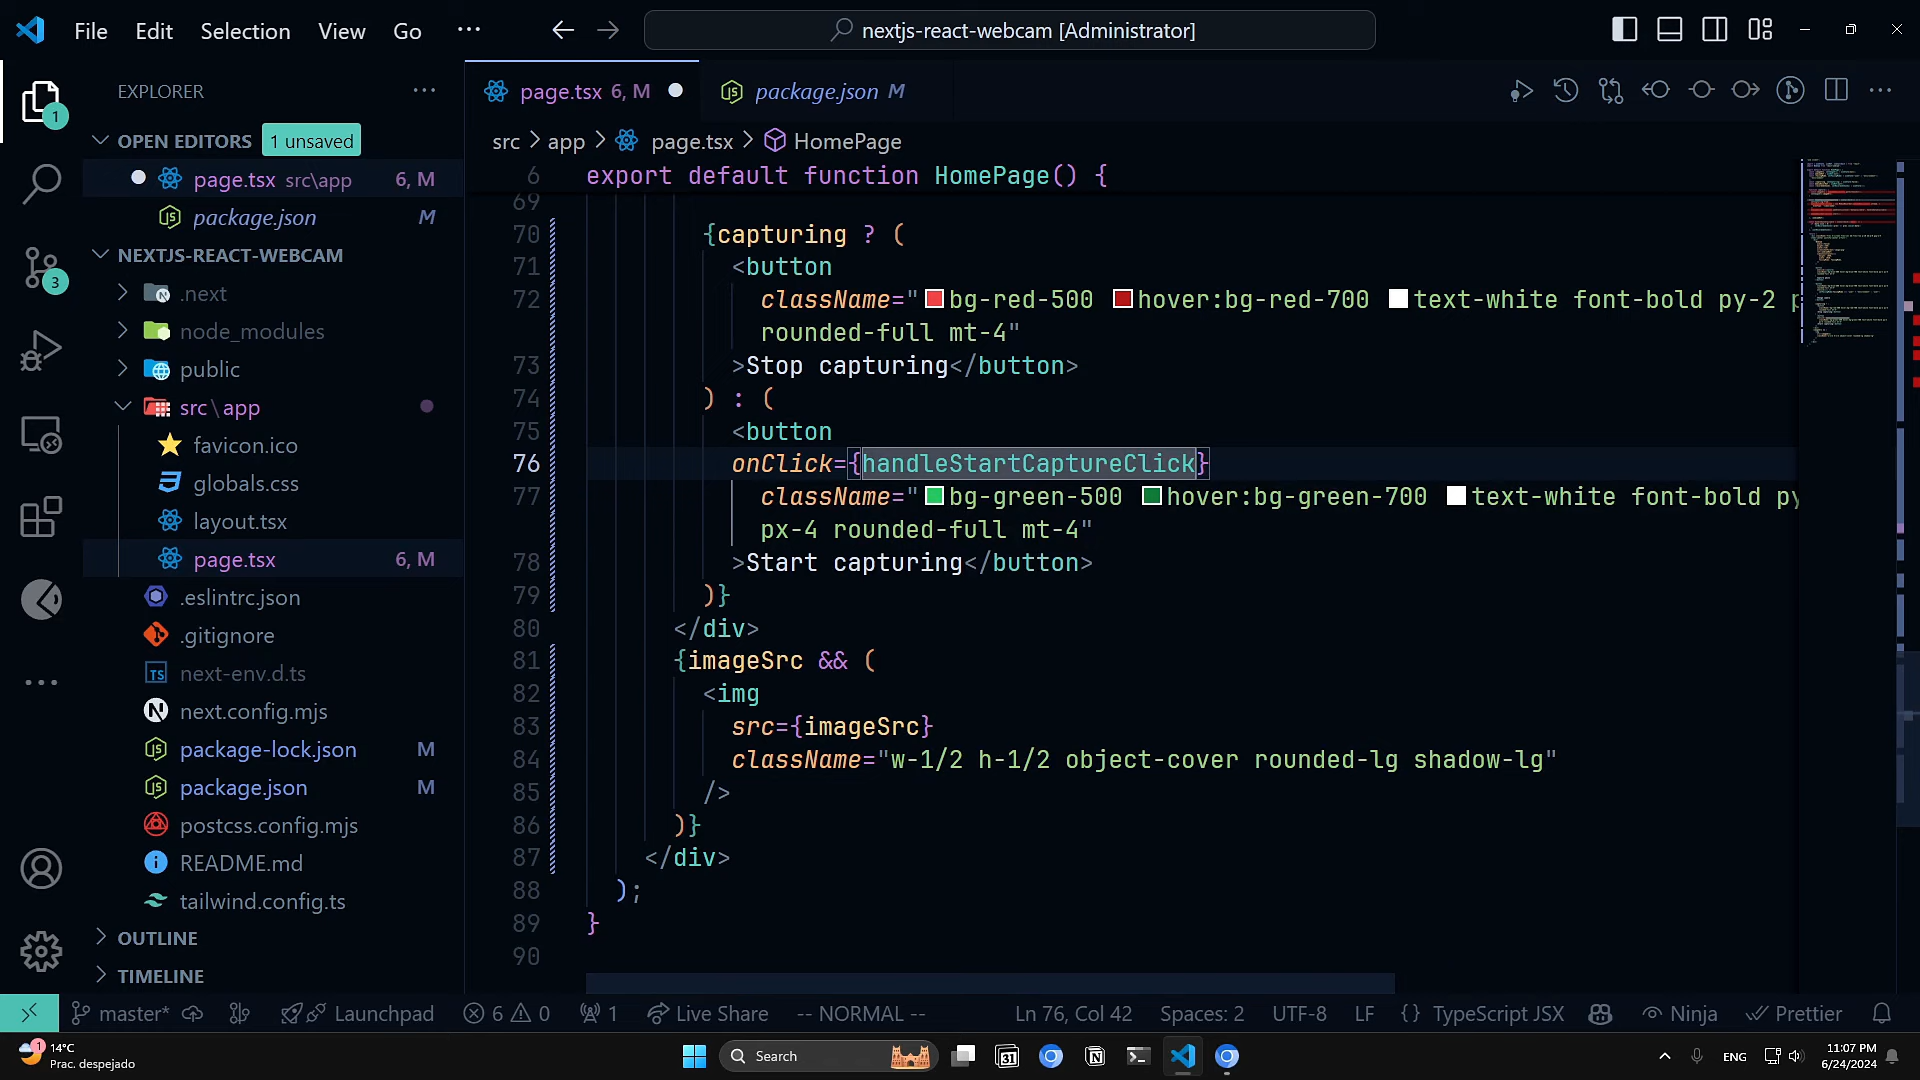 File Edit Selection View Go ···
nextjs-react-webcam [Administrator]
EXPLORER
OPEN EDITORS 1 unsaved
page.tsx src\app 6, M
package.json M
NEXTJS-REACT-WEBCAM
.next
node_modules
public
src\app
favicon.ico
globals.css
layout.tsx
page.tsx 6, M
.eslintrc.json
.gitignore
next-env.d.ts
next.config.mjs
package-lock.json M
package.json M
postcss.config.mjs
README.md
tailwind.config.ts
OUTLINE
TIMELINE
1
3
page.tsx 6, M
package.json M
src > app > page.tsx > HomePage
6 export default function HomePage() {
69
70 {capturing ? (
71 <button
72 className="bg-red-500 hover:bg-red-700 text-white font-bold py-2
rounded-full mt-4"
73 >Stop capturing</button>
74 ) : (
75 <button
76 onClick={handleStartCaptureClick}
77 className="bg-green-500 hover:bg-green-700 text-white font-bold
px-4 rounded-full mt-4"
78 >Start capturing</button>
79 )}
80 </div>
81 {imageSrc && (
82 <img
83 src={imageSrc}
84 className="w-1/2 h-1/2 object-cover rounded-lg shadow-lg"
85 />
86 )}
87 </div>
88 );
89 }
90
master* Launchpad 6 0 1 Live Share -- NORMAL -- Ln 76, Col 42 Spaces: 2 UTF-8 LF {} TypeScript JSX Ninja Prettier
1 14°C
Prac. despejado
Search
31
ENG
11:07 PM
6/24/2024